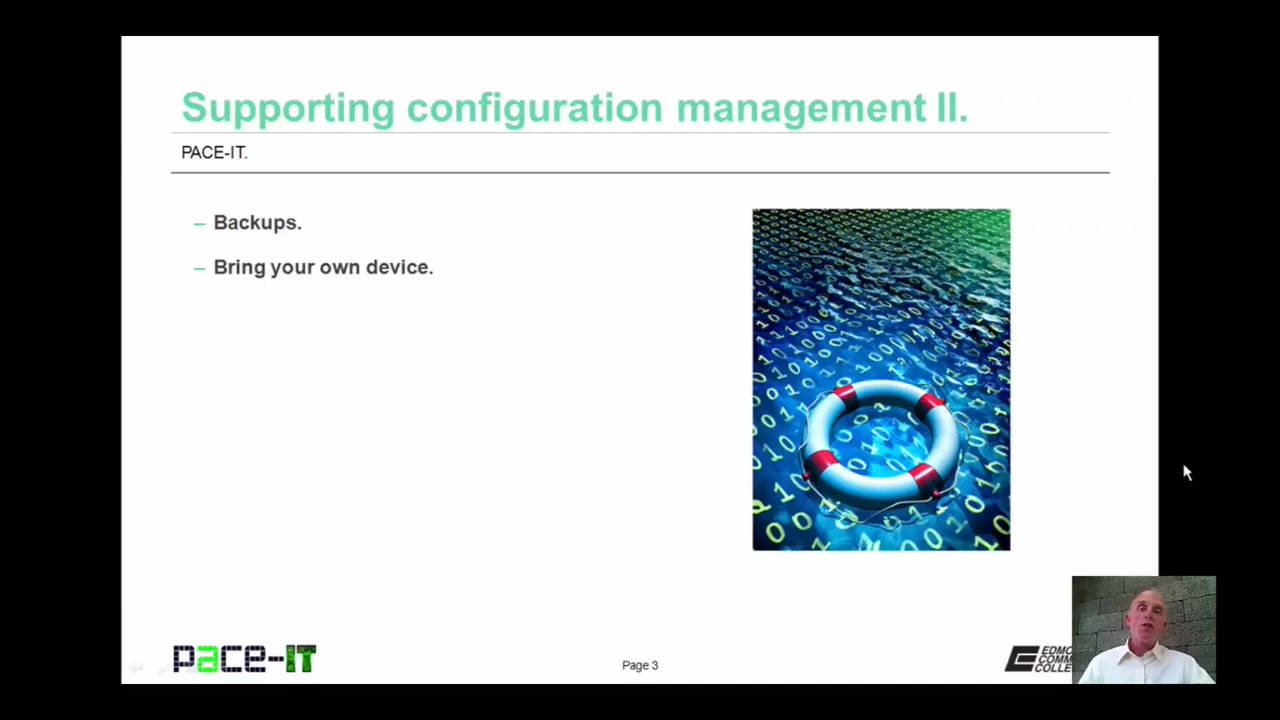 Supporting configuration management II.
PACE-IT.
– Backups.
– Bring your own device.
pace-IT
Page 3